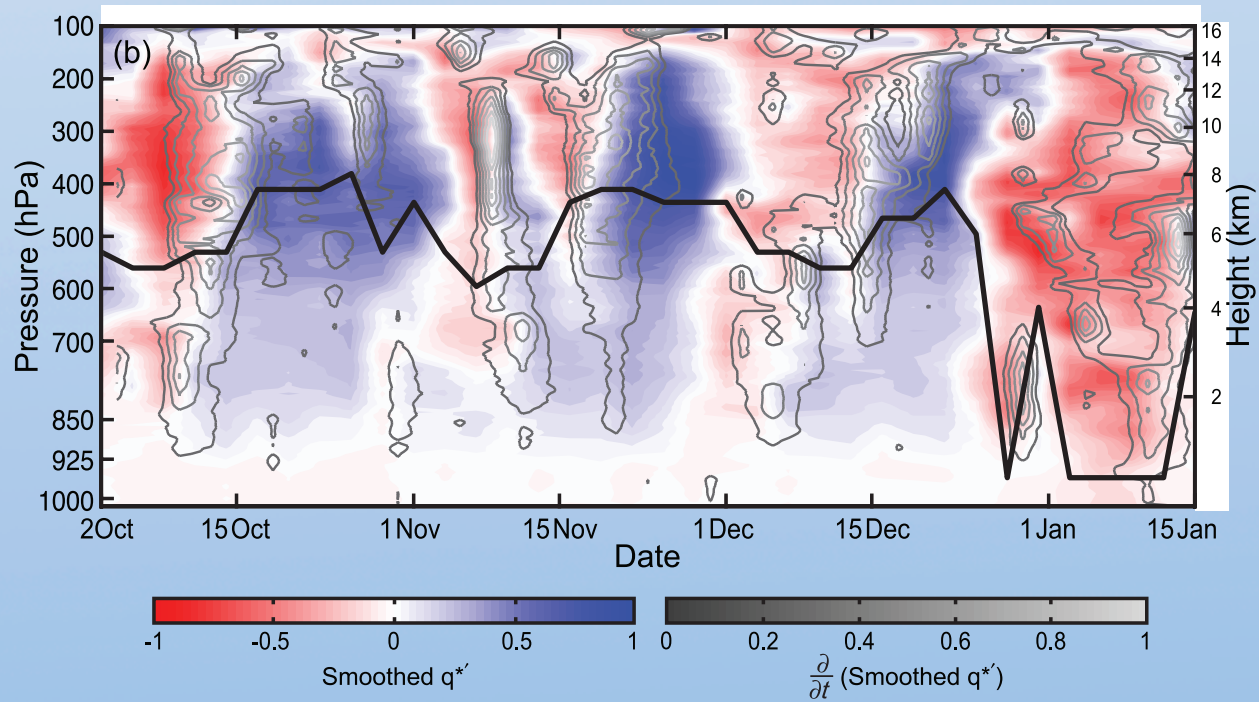 (b)
100
200
300
400
500
600
700
850
925
1000
Pressure (hPa)
16
14
12
10
8
6
4
2
Height (km)
2Oct 15Oct 1Nov 15Nov 1Dec 15Dec 1Jan 15Jan
Date
-1 -0.5 0 0.5 1
Smoothed q*′
0 0.2 0.4 0.6 0.8 1
∂/∂t (Smoothed q*′)